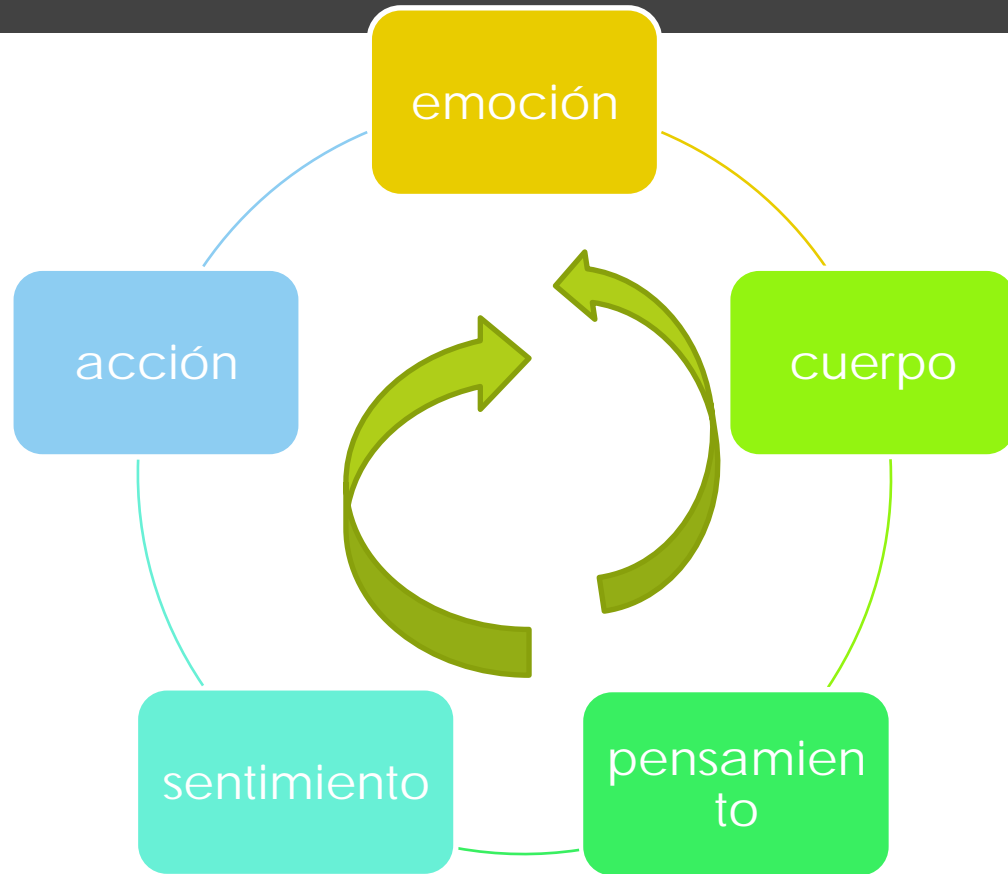 emoción
acción
cuerpo
sentimiento
pensamien
to